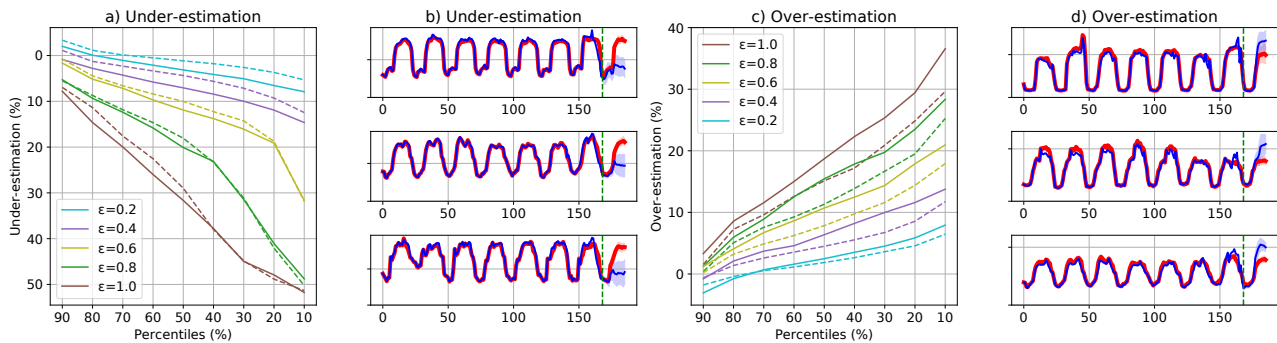 a) Under-estimation
Under-estimation (%)
0
10
20
30
40
50
ε=0.2
ε=0.4
ε=0.6
ε=0.8
ε=1.0
90 80 70 60 50 40 30 20 10
Percentiles (%)
b) Under-estimation
0 50 100 150
0 50 100 150
0 50 100 150
c) Over-estimation
Over-estimation (%)
40
30
20
10
0
ε=1.0
ε=0.8
ε=0.6
ε=0.4
ε=0.2
90 80 70 60 50 40 30 20 10
Percentiles (%)
d) Over-estimation
0 50 100 150
0 50 100 150
0 50 100 150